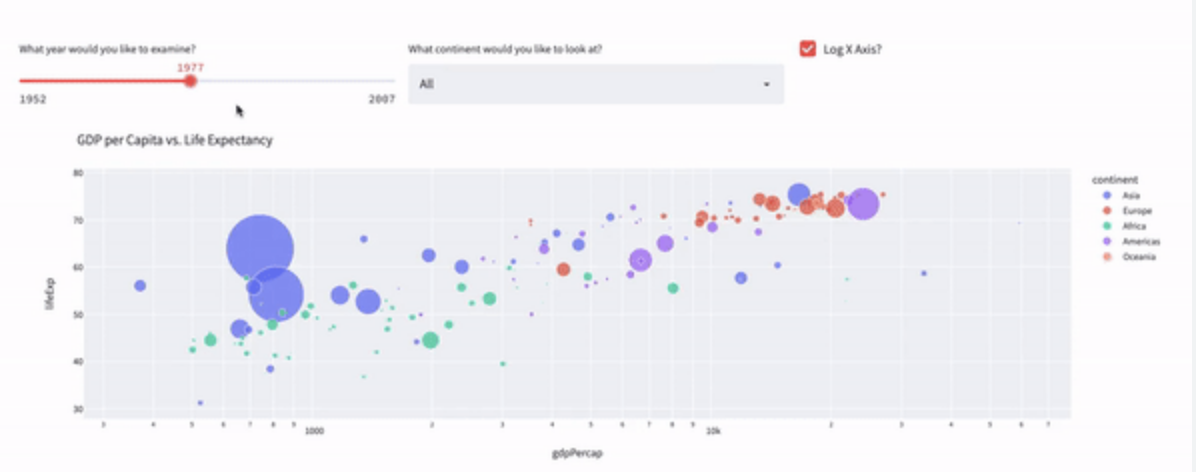 What year would you like to examine?
1977
1952 2007
What continent would you like to look at?
All
Log X Axis?
GDP per Capita vs. Life Expectancy
80
70
60
50
40
30
lifeExp
3 4 5 6 7 8 9 1000 2 3 4 5 6 7 8 9 10k 2 3 4 5 6 7
gdpPercap
continent
Asia
Europe
Africa
Americas
Oceania